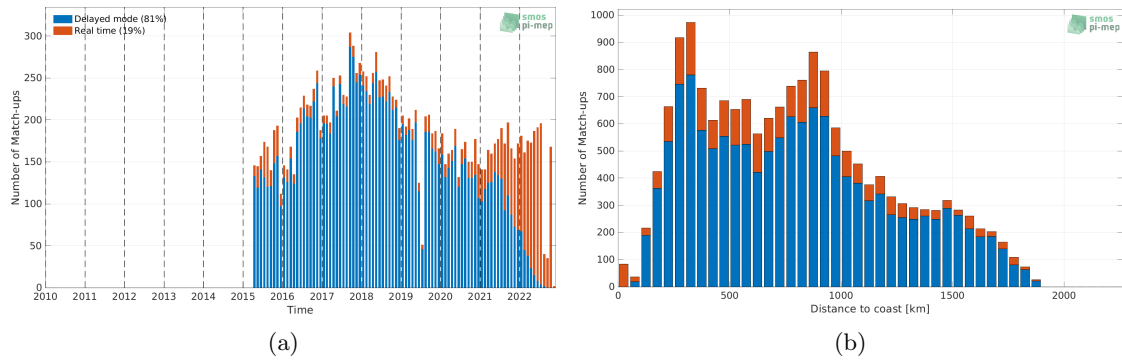 Delayed mode (81%)
Real time (19%)
smos
pi-mep
300
250
200
150
100
50
0
Number of Match-ups
2010 2011 2012 2013 2014 2015 2016 2017 2018 2019 2020 2021 2022
Time
(a)
smos
pi-mep
1000
900
800
700
600
500
400
300
200
100
0
Number of Match-ups
0 500 1000 1500 2000
Distance to coast [km]
(b)